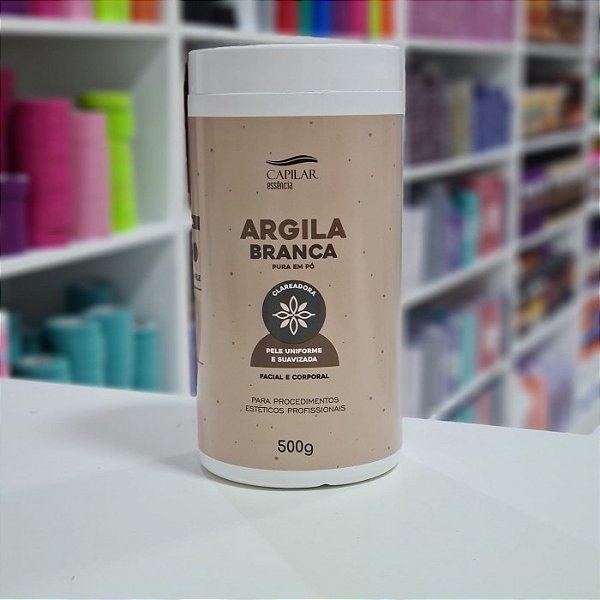 CAPILAR
essência
ARGILA
BRANCA
PURA EM PÓ
CLAREADORA
PELE UNIFORME
E SUAVIZADA
FACIAL E CORPORAL
PARA PROCEDIMENTOS
ESTÉTICOS PROFISSIONAIS
500g